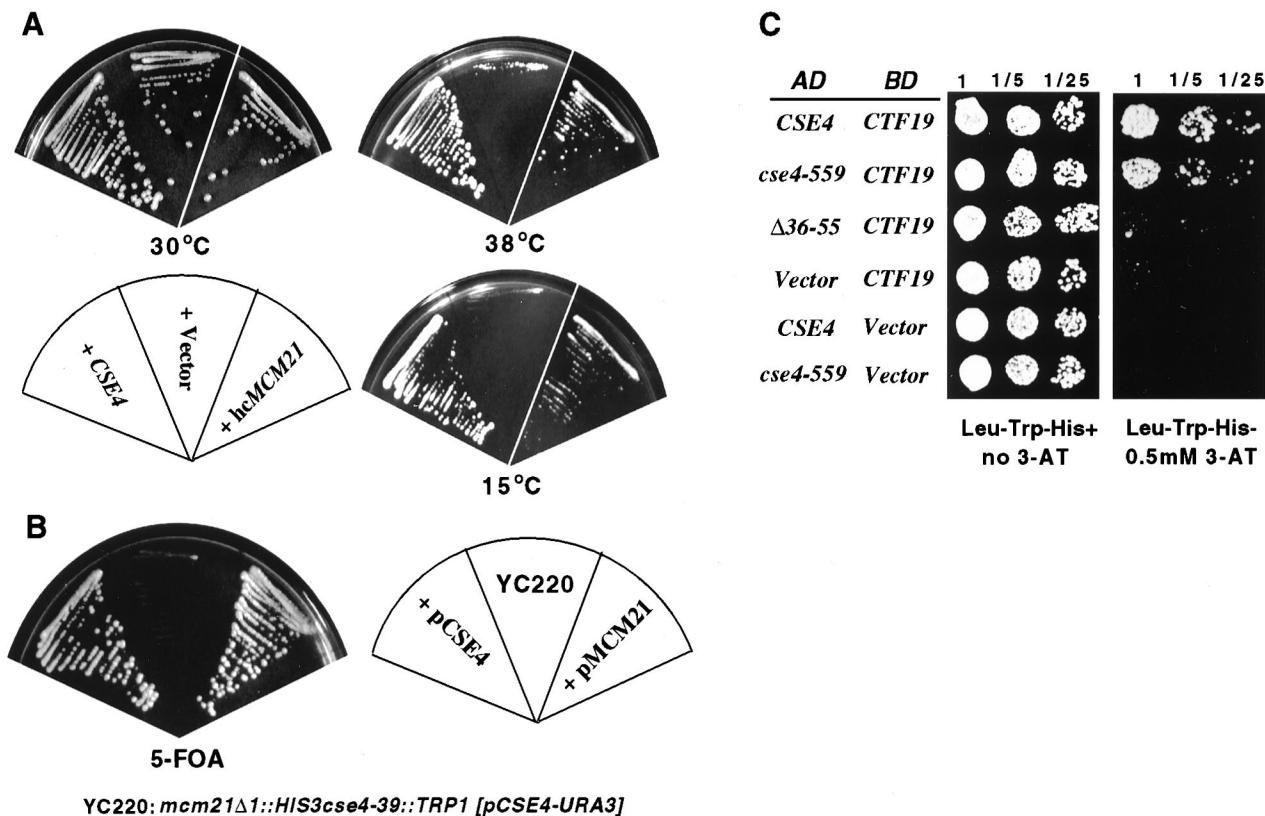 A
30°C
38°C
+ CSE4
+ Vector
+ hcMCM21
15°C
B
5-FOA
+ pCSE4
YC220
+ pMCM21
YC220: mcm21Δ1::HIS3cse4-39::TRP1 [pCSE4-URA3]
C
AD BD 1 1/5 1/25 1 1/5 1/25
CSE4 CTF19
cse4-559 CTF19
Δ36-55 CTF19
Vector CTF19
CSE4 Vector
cse4-559 Vector
Leu-Trp-His+
no 3-AT
Leu-Trp-His-
0.5mM 3-AT